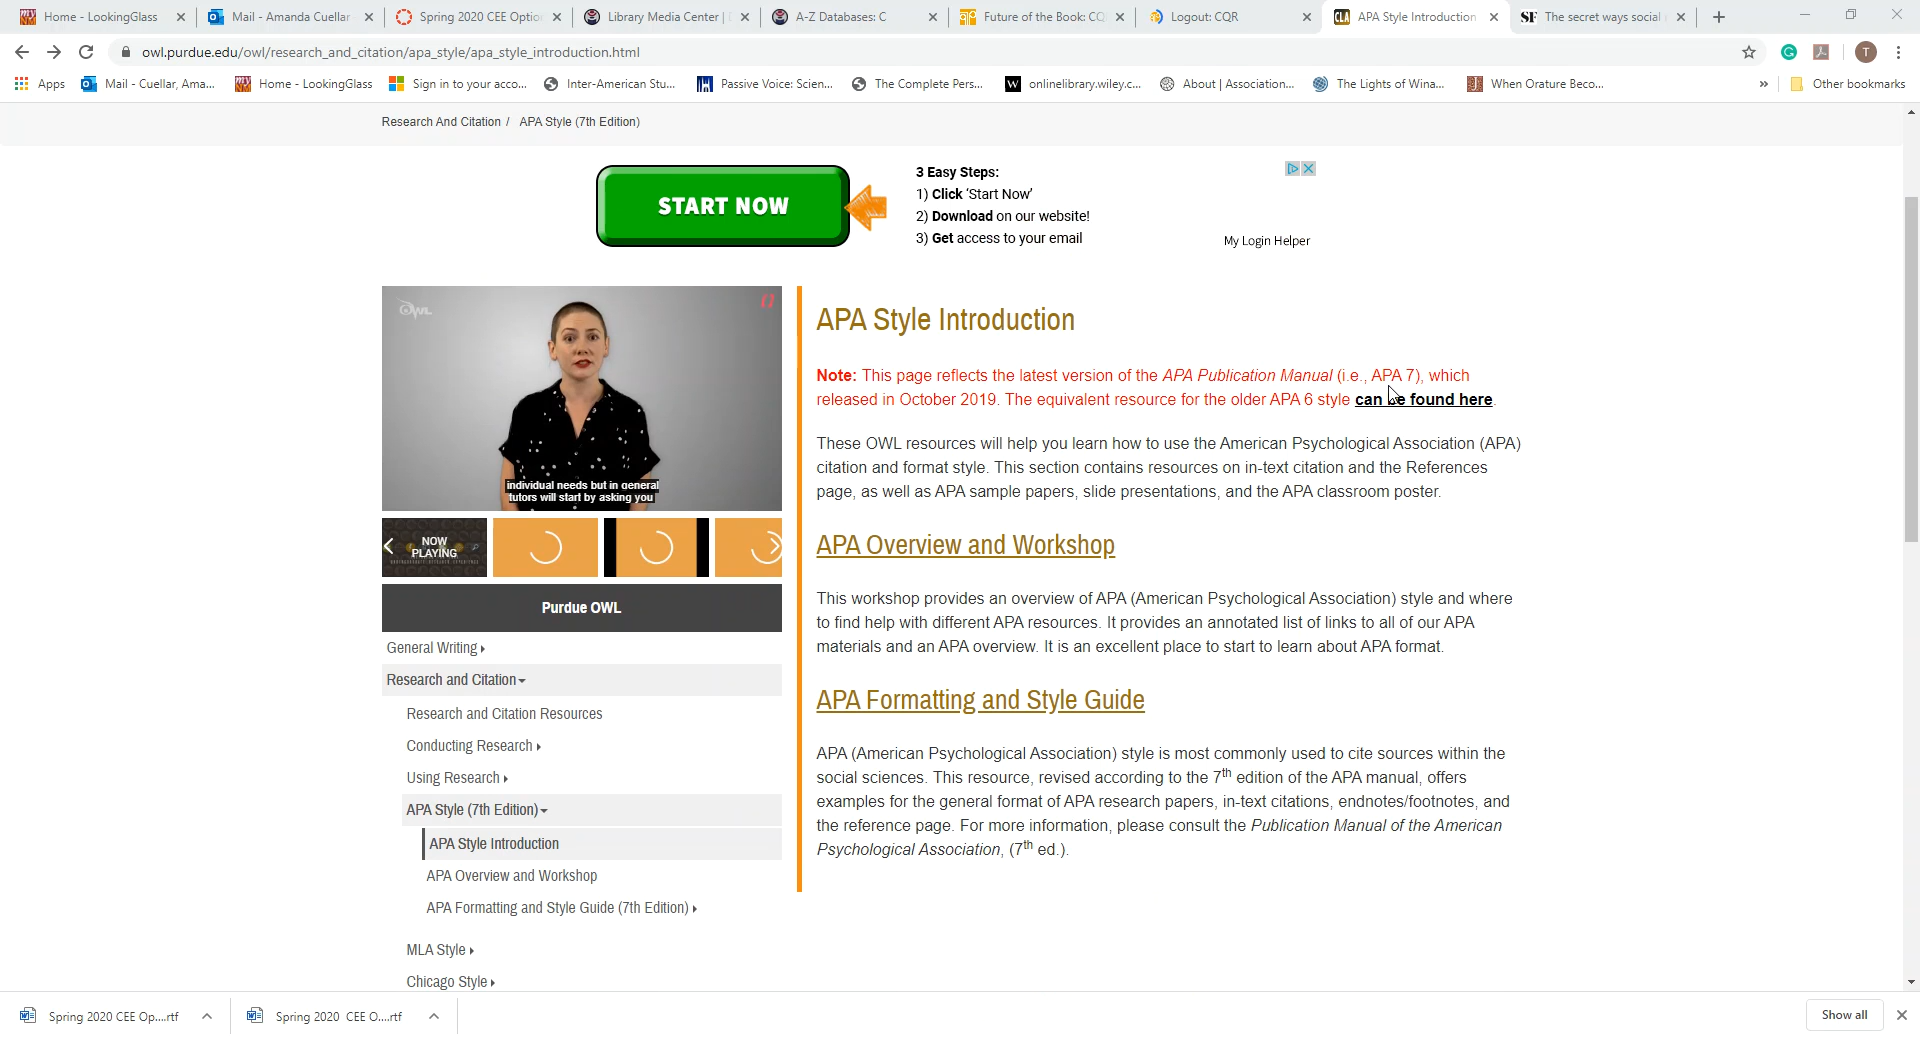 Home - LookingGlass
Mail - Amanda Cuellar
Spring 2020 CEE Optio
Library Media Center |
A-Z Databases: C
Future of the Book: CQ
Logout: CQR
CLA
APA Style Introduction
SF
The secret ways social
owl.purdue.edu/owl/research_and_citation/apa_style/apa_style_introduction.html
T
Apps
Mail - Cuellar, Ama...
Home - LookingGlass
Sign in to your acco...
Inter-American Stu...
Passive Voice: Scien...
The Complete Pers...
W
onlinelibrary.wiley.c...
About | Association...
The Lights of Wina...
When Orature Beco...
»
Other bookmarks
Research And Citation / APA Style (7th Edition)
START NOW
3 Easy Steps:
1) Click 'Start Now'
2) Download on our website!
3) Get access to your email
My Login Helper
OWL
individual needs but in general
tutors will start by asking you
NOW
PLAYING
Purdue OWL
General Writing
Research and Citation
Research and Citation Resources
Conducting Research
Using Research
APA Style (7th Edition)
APA Style Introduction
APA Overview and Workshop
APA Formatting and Style Guide (7th Edition)
MLA Style
Chicago Style
APA Style Introduction
Note: This page reflects the latest version of the APA Publication Manual (i.e., APA 7), which
released in October 2019. The equivalent resource for the older APA 6 style can be found here.
These OWL resources will help you learn how to use the American Psychological Association (APA)
citation and format style. This section contains resources on in-text citation and the References
page, as well as APA sample papers, slide presentations, and the APA classroom poster.
APA Overview and Workshop
This workshop provides an overview of APA (American Psychological Association) style and where
to find help with different APA resources. It provides an annotated list of links to all of our APA
materials and an APA overview. It is an excellent place to start to learn about APA format.
APA Formatting and Style Guide
APA (American Psychological Association) style is most commonly used to cite sources within the
social sciences. This resource, revised according to the 7th edition of the APA manual, offers
examples for the general format of APA research papers, in-text citations, endnotes/footnotes, and
the reference page. For more information, please consult the Publication Manual of the American
Psychological Association, (7th ed.).
Spring 2020 CEE Op....rtf
Spring 2020 CEE O....rtf
Show all